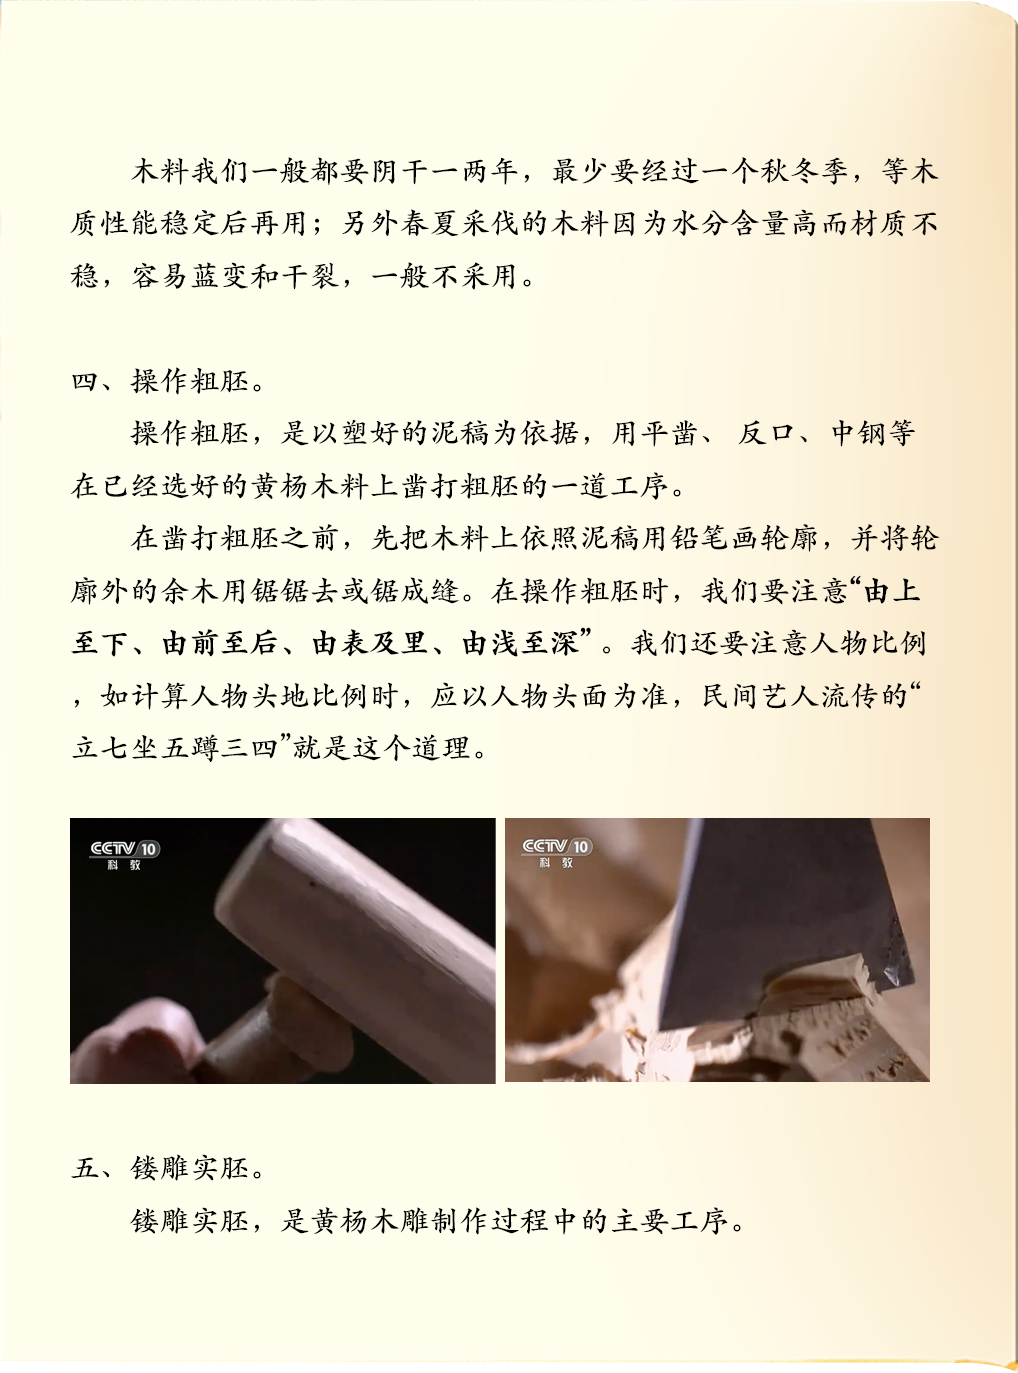 木料我们一般都要阴干一两年，最少要经过一个秋冬季，等木
质性能稳定后再用；另外春夏采伐的木料因为水分含量高而材质不
稳，容易蓝变和干裂，一般不采用。
四、操作粗胚。
操作粗胚，是以塑好的泥稿为依据，用平凿、 反口、中钢等
在已经选好的黄杨木料上凿打粗胚的一道工序。
在凿打粗胚之前，先把木料上依照泥稿用铅笔画轮廓，并将轮
廓外的余木用锯锯去或锯成缝。在操作粗胚时，我们要注意“由上
至下、由前至后、由表及里、由浅至深”。我们还要注意人物比例
，如计算人物头地比例时，应以人物头面为准，民间艺人流传的“
立七坐五蹲三四”就是这个道理。
CCTV 10
科教
CCTV 10
科教
五、镂雕实胚。
镂雕实胚，是黄杨木雕制作过程中的主要工序。